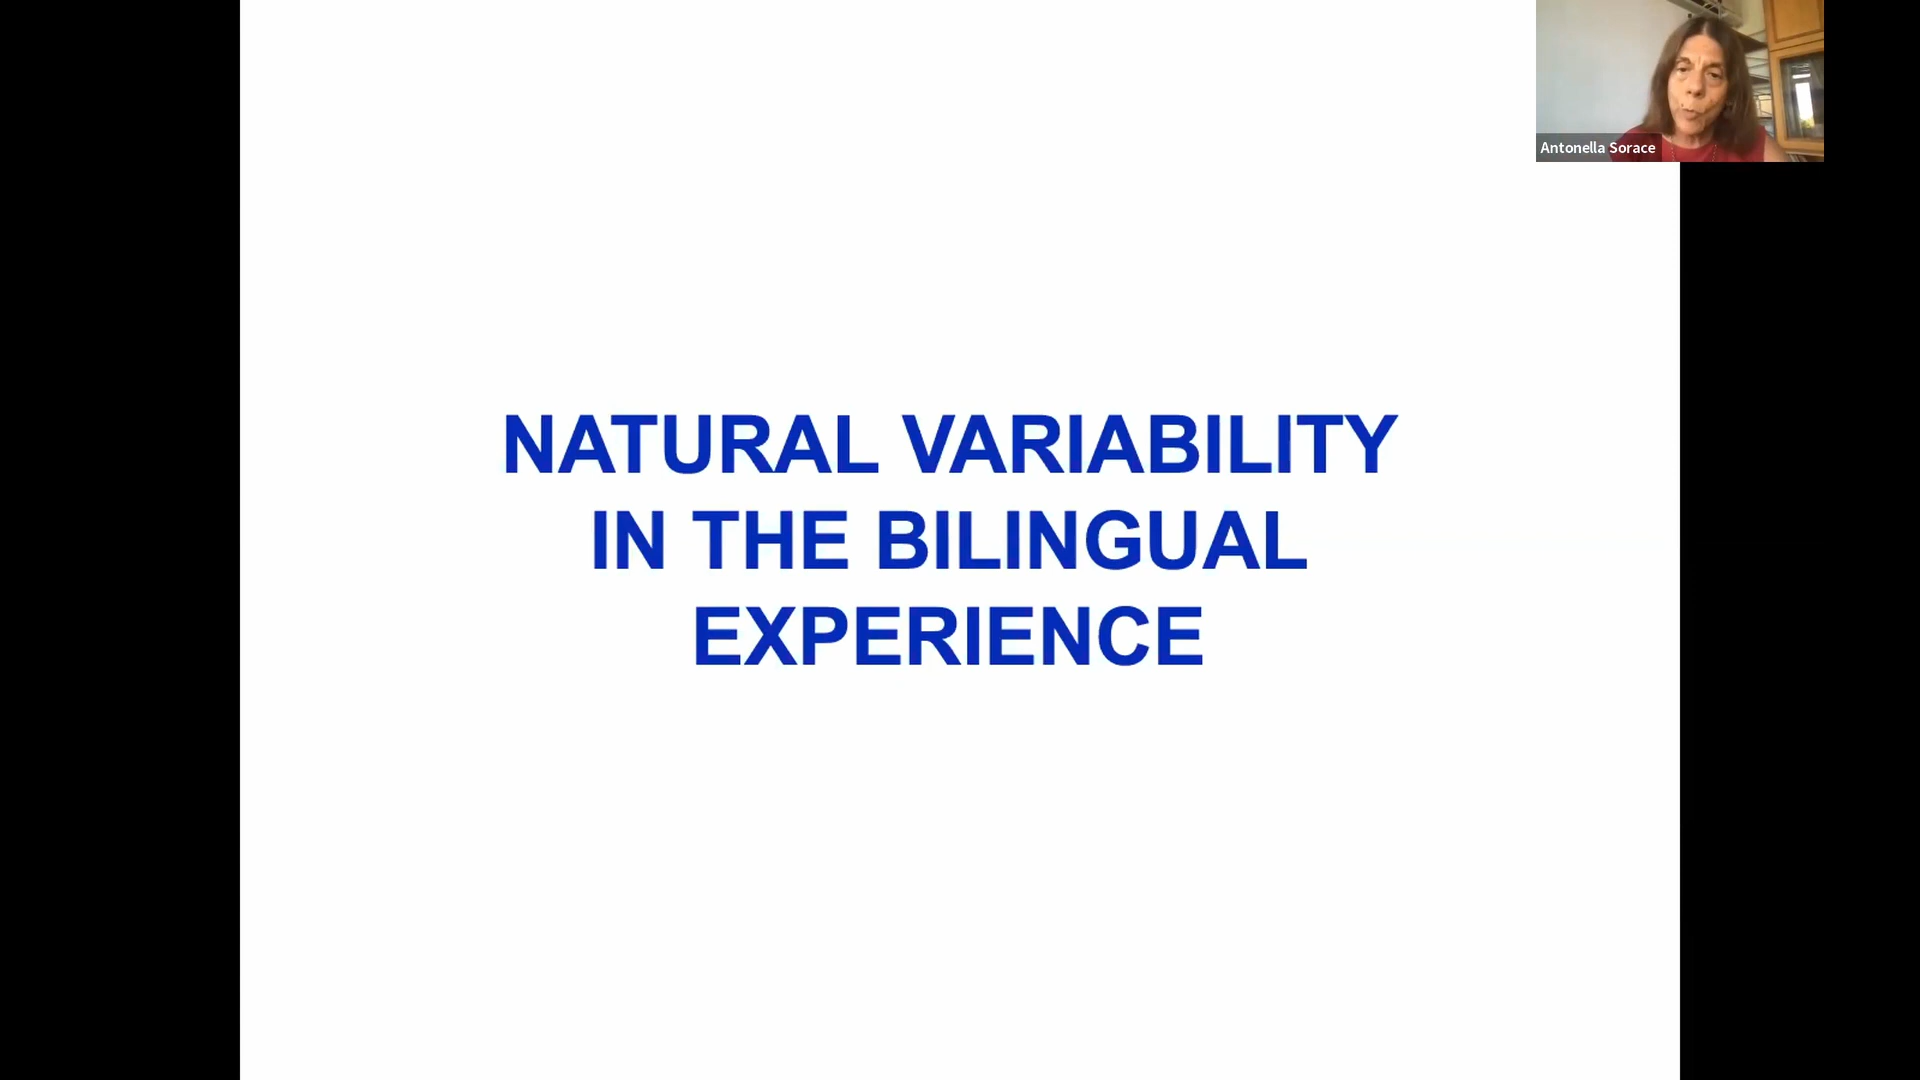 NATURAL VARIABILITY
IN THE BILINGUAL
EXPERIENCE
Antonella Sorace